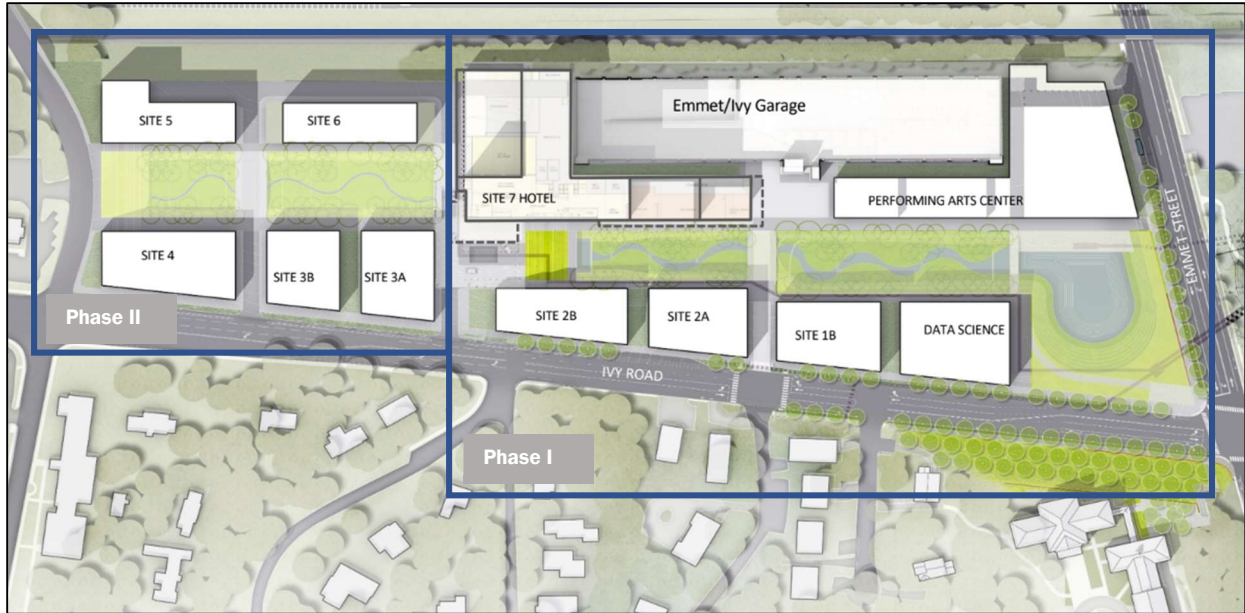 Emmet/Ivy Garage
SITE 5
SITE 6
SITE 7 HOTEL
PERFORMING ARTS CENTER
EMMET STREET
SITE 4
SITE 3B
SITE 3A
Phase II
SITE 2B
SITE 2A
SITE 1B
DATA SCIENCE
IVY ROAD
Phase I